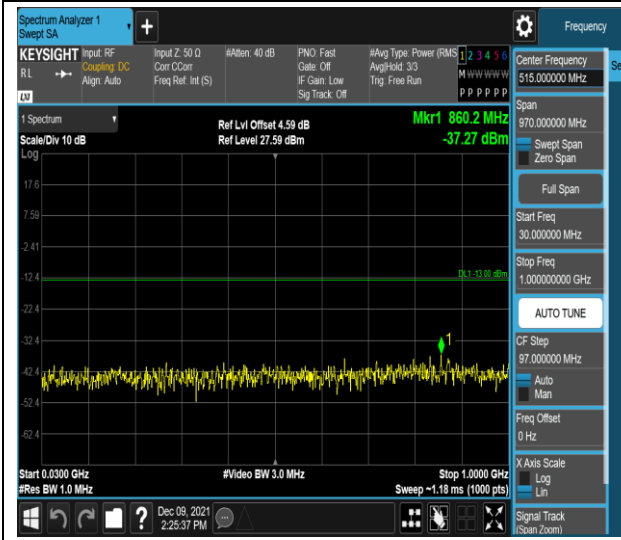 Spectrum Analyzer 1
Swept SA
Frequency
KEYSIGHT
RL
LXI
Input: RF
Coupling: DC
Align: Auto
Input Z: 50 Ω
Corr CCorr
Freq Ref: Int (S)
#Atten: 40 dB
PNO: Fast
Gate: Off
IF Gain: Low
Sig Track: Off
#Avg Type: Power (RMS
Avg|Hold: 3/3
Trig: Free Run
1 2 3 4 5 6
M W W W W W
P P P P P P
1 Spectrum
Scale/Div 10 dB
Ref Lvl Offset 4.59 dB
Ref Level 27.59 dBm
Mkr1 860.2 MHz
-37.27 dBm
Log
17.6
7.59
-2.41
-12.4
DL1 -13.00 dBm
-22.4
-32.4
1
-42.4
-52.4
-62.4
Start 0.0300 GHz
#Res BW 1.0 MHz
#Video BW 3.0 MHz
Stop 1.0000 GHz
Sweep ~1.18 ms (1000 pts)
Dec 09, 2021
2:25:37 PM
Center Frequency
515.000000 MHz
Se
Span
970.000000 MHz
Swept Span
Zero Span
Full Span
Start Freq
30.000000 MHz
Stop Freq
1.000000000 GHz
AUTO TUNE
CF Step
97.000000 MHz
Auto
Man
Freq Offset
0 Hz
X Axis Scale
Log
Lin
Signal Track
(Span Zoom)